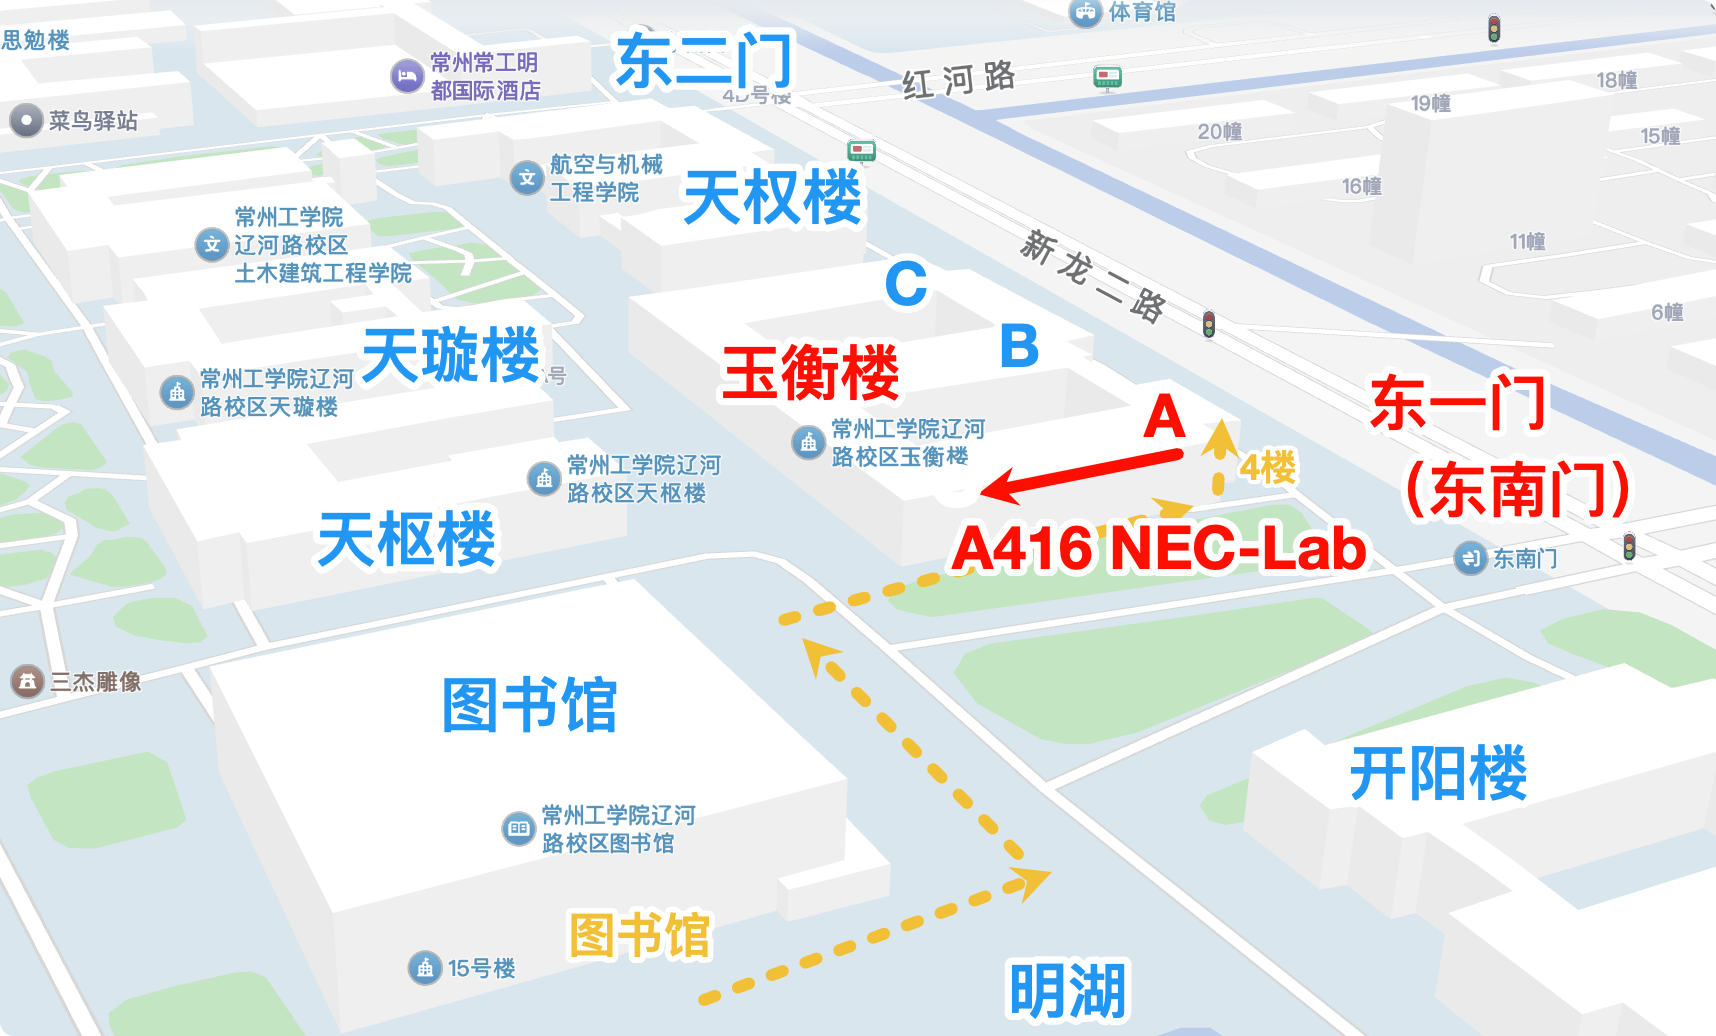 体育馆
思勉楼
常州常工明
都国际酒店
东二门
红河路
4D号楼
18幢
19幢
菜鸟驿站
20幢
15幢
航空与机械
工程学院
天权楼
16幢
常州工学院
辽河路校区
土木建筑工程学院
新龙二路
11幢
C
6幢
B
天璇楼
玉衡楼
号
常州工学院辽河
路校区天璇楼
东一门
（东南门）
A
常州工学院辽河
路校区玉衡楼
4楼
常州工学院辽河
路校区天枢楼
天枢楼
A416 NEC-Lab
东南门
三杰雕像
图书馆
开阳楼
常州工学院辽河
路校区图书馆
图书馆
15号楼
明湖